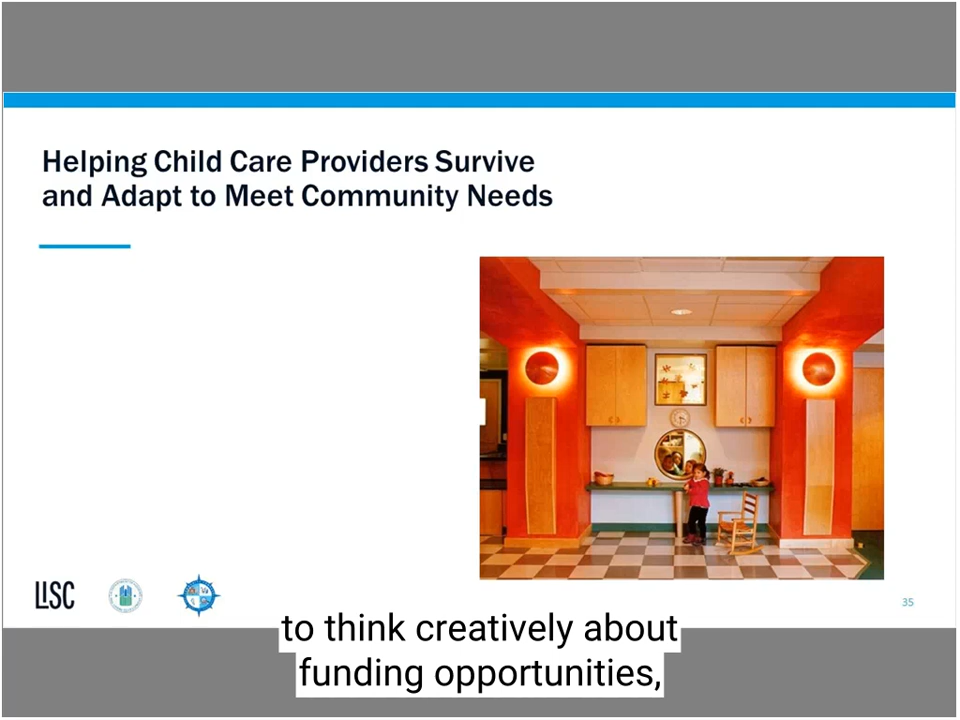 Helping Child Care Providers Survive
and Adapt to Meet Community Needs
LISC
35
to think creatively about
funding opportunities,